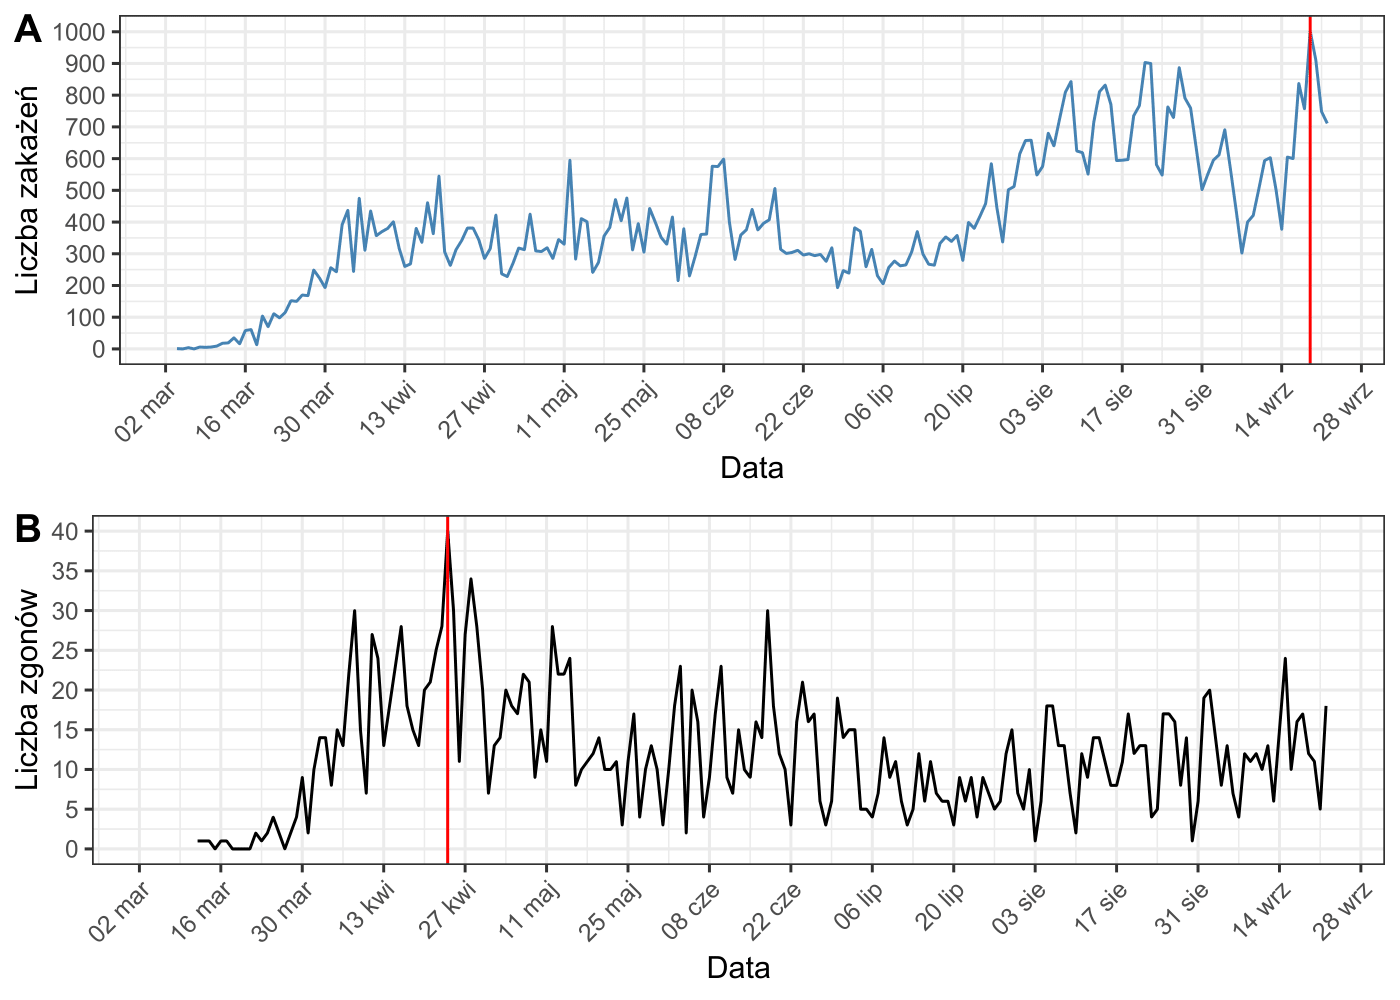 A
Liczba zakażeń
1000
900
800
700
600
500
400
300
200
100
0
02 mar
16 mar
30 mar
13 kwi
27 kwi
11 maj
25 maj
08 cze
22 cze
06 lip
20 lip
03 sie
17 sie
31 sie
14 wrz
28 wrz
Data
B
Liczba zgonów
40
35
30
25
20
15
10
5
0
02 mar
16 mar
30 mar
13 kwi
27 kwi
11 maj
25 maj
08 cze
22 cze
06 lip
20 lip
03 sie
17 sie
31 sie
14 wrz
28 wrz
Data